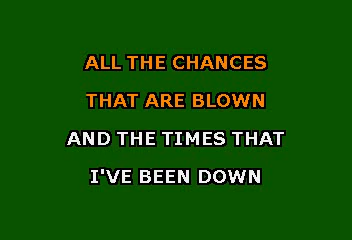 ALL THE CHANCES
THAT ARE BLOWN
AND THE TIMES THAT
I'VE BEEN DOWN